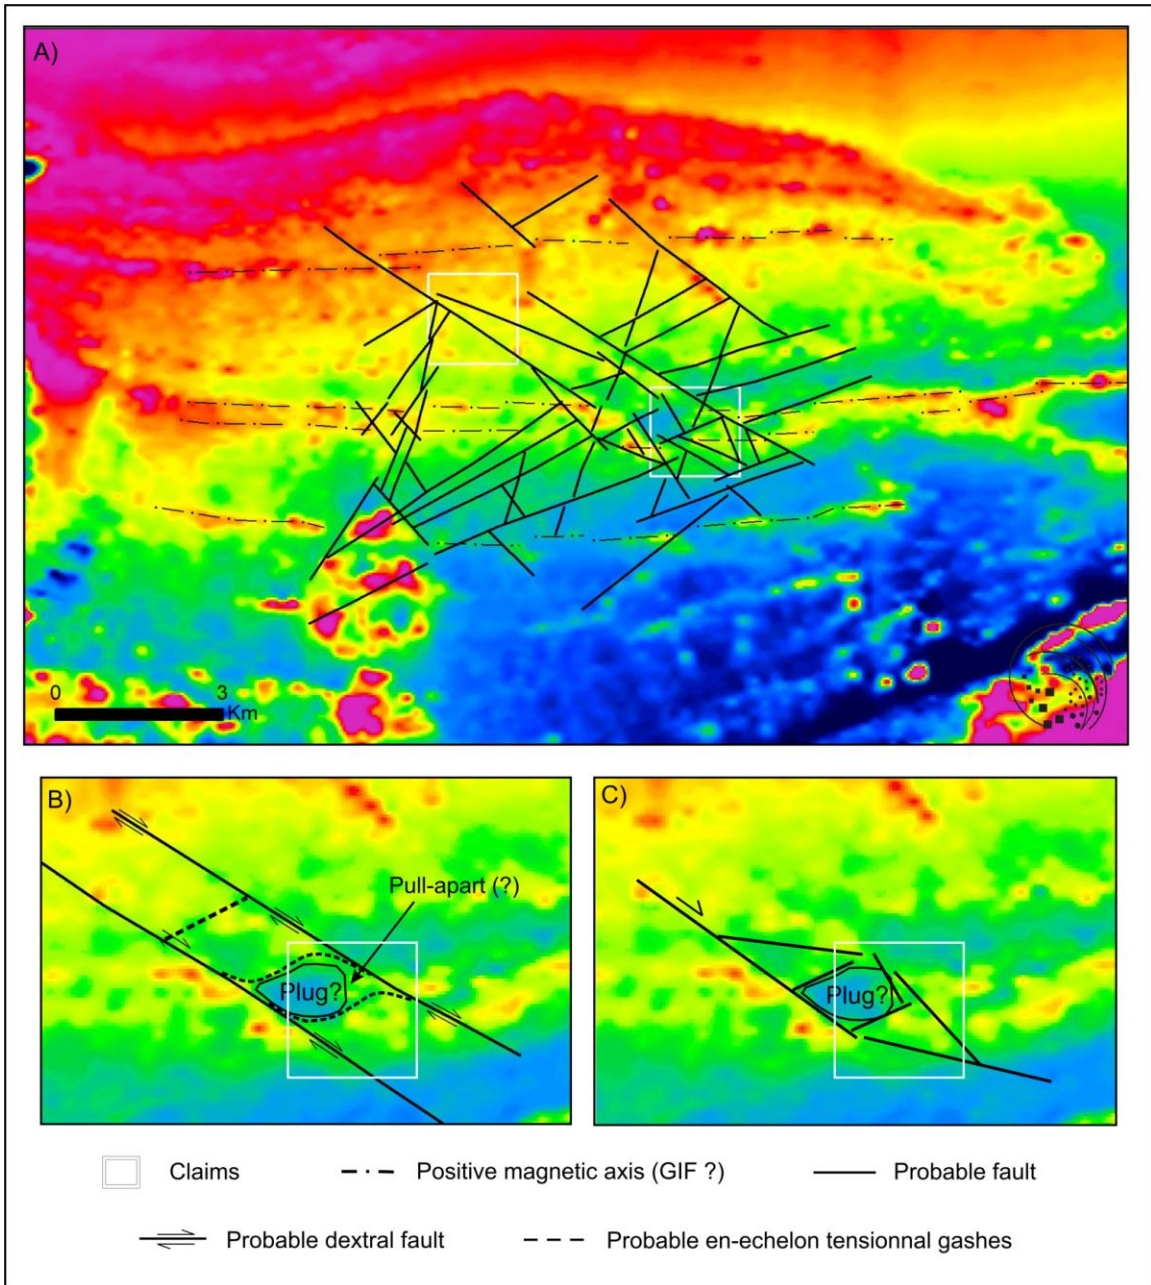 A)
0 3
Km
B)
Pull-apart (?)
Plug?
C)
Plug?
Claims Positive magnetic axis (GIF ?) Probable fault
Probable dextral fault Probable en-echelon tensionnal gashes